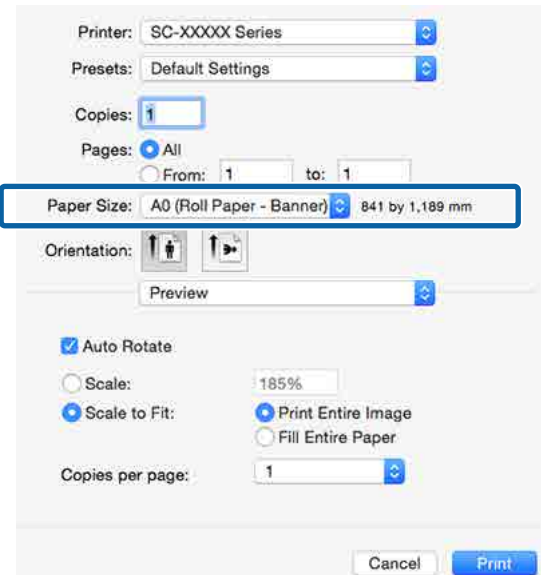 Printer: SC-XXXXX Series
Presets: Default Settings
Copies: 1
Pages: All
From: 1 to: 1
Paper Size: A0 (Roll Paper - Banner) 841 by 1,189 mm
Orientation:
Preview
Auto Rotate
Scale: 185%
Scale to Fit: Print Entire Image
Fill Entire Paper
Copies per page: 1
Cancel Print